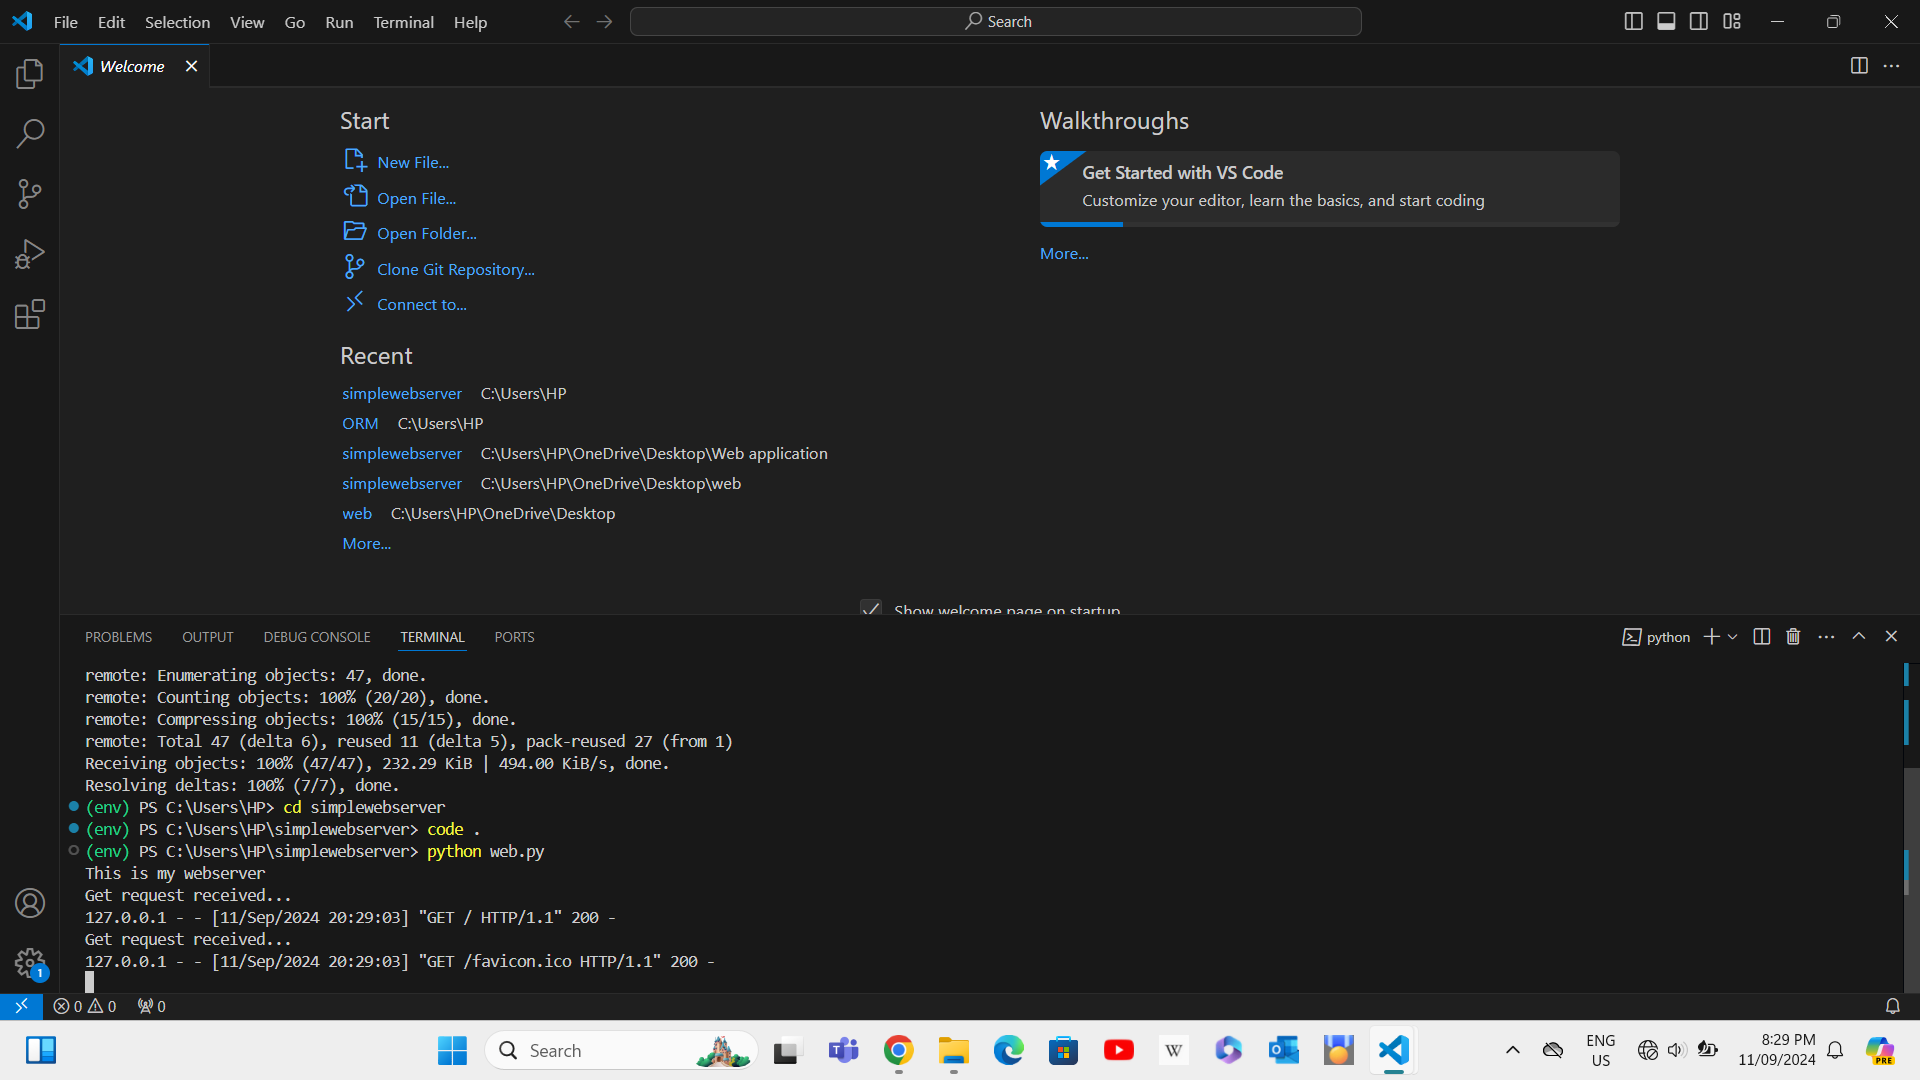 File Edit Selection View Go Run Terminal Help
Search
Welcome
Start
New File...
Open File...
Open Folder...
Clone Git Repository...
Connect to...
Recent
simplewebserver C:\Users\HP
ORM C:\Users\HP
simplewebserver C:\Users\HP\OneDrive\Desktop\Web application
simplewebserver C:\Users\HP\OneDrive\Desktop\web
web C:\Users\HP\OneDrive\Desktop
More...
Walkthroughs
Get Started with VS Code
Customize your editor, learn the basics, and start coding
More...
Show welcome page on startup
PROBLEMS OUTPUT DEBUG CONSOLE TERMINAL PORTS
python
remote: Enumerating objects: 47, done.
remote: Counting objects: 100% (20/20), done.
remote: Compressing objects: 100% (15/15), done.
remote: Total 47 (delta 6), reused 11 (delta 5), pack-reused 27 (from 1)
Receiving objects: 100% (47/47), 232.29 KiB | 494.00 KiB/s, done.
Resolving deltas: 100% (7/7), done.
(env) PS C:\Users\HP> cd simplewebserver
(env) PS C:\Users\HP\simplewebserver> code .
(env) PS C:\Users\HP\simplewebserver> python web.py
This is my webserver
Get request received...
127.0.0.1 - - [11/Sep/2024 20:29:03] "GET / HTTP/1.1" 200 -
Get request received...
127.0.0.1 - - [11/Sep/2024 20:29:03] "GET /favicon.ico HTTP/1.1" 200 -
1
0 0 0
Search
T
W
ENG
US
8:29 PM
11/09/2024
PRE